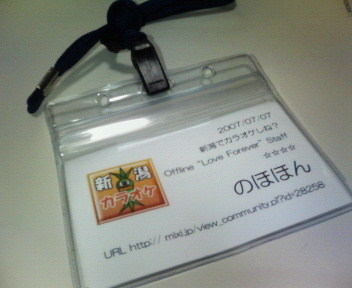 2007/07/07
新潟でカラオケしね?
Offline "Love Forever" Staff
☆☆☆☆
のほほん
新潟
カラオケ
URL http:// mixi.jp/view_community.pl?id=28258